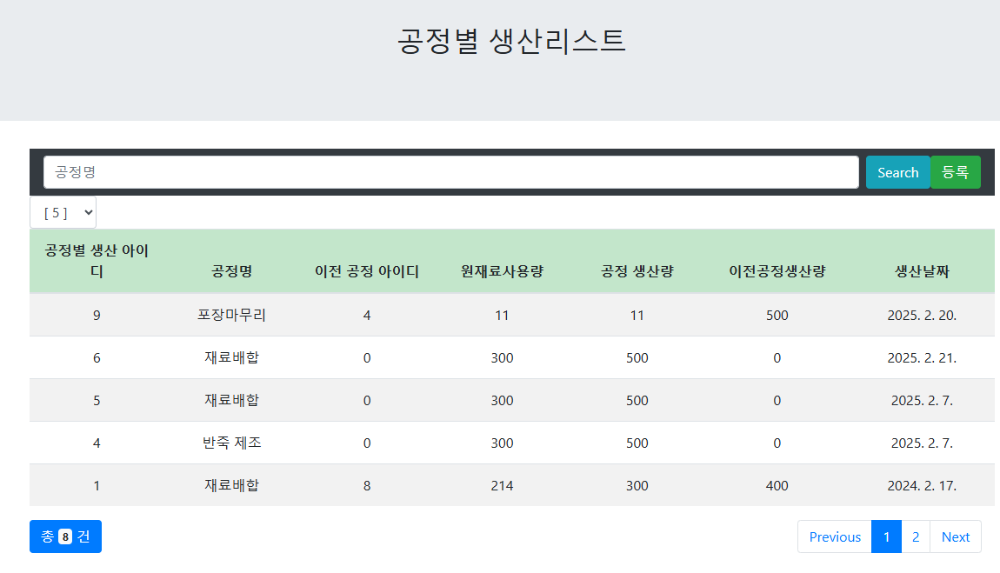 공정별 생산리스트
공정명 Search 등록
[ 5 ]
공정별 생산 아이
디 공정명 이전 공정 아이디 원재료사용량 공정 생산량 이전공정생산량 생산날짜
9 포장마무리 4 11 11 500 2025. 2. 20.
6 재료배합 0 300 500 0 2025. 2. 21.
5 재료배합 0 300 500 0 2025. 2. 7.
4 반죽 제조 0 300 500 0 2025. 2. 7.
1 재료배합 8 214 300 400 2024. 2. 17.
총 8 건 Previous 1 2 Next